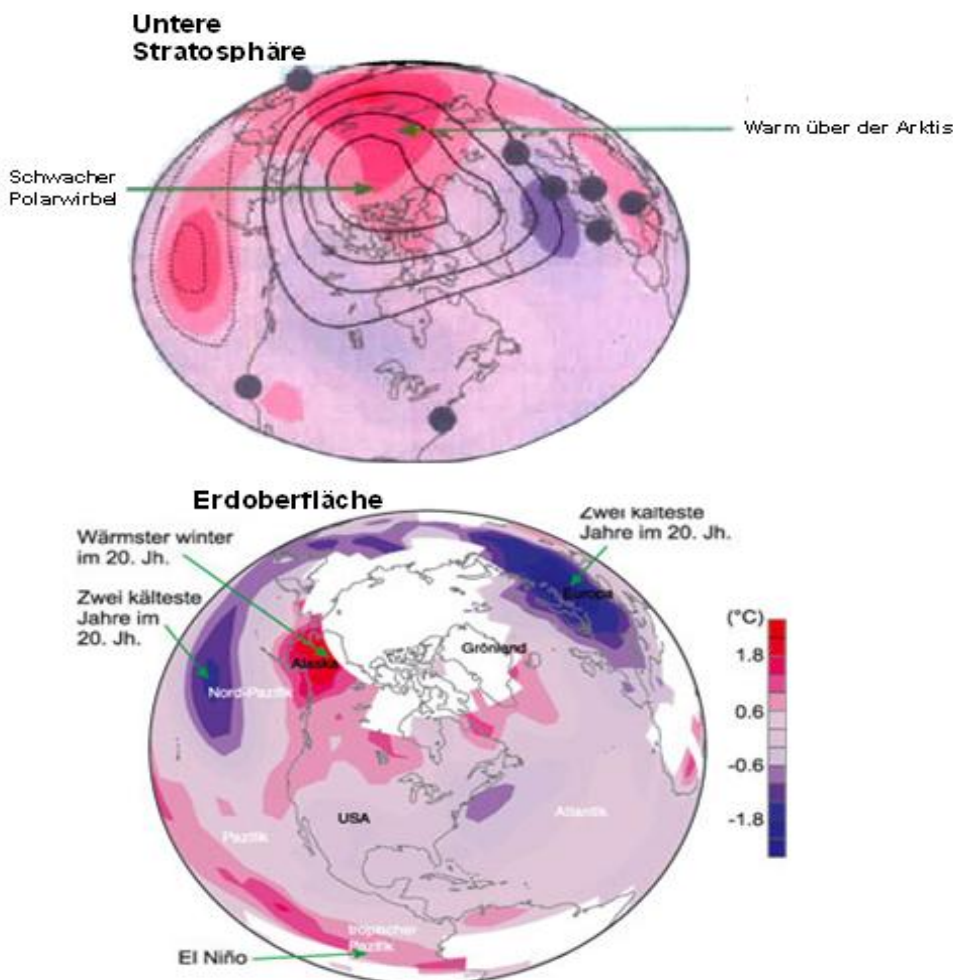 Untere
Stratosphäre
Warm über der Arktis
Schwacher
Polarwirbel
Erdoberfläche
Wärmster winter
im 20. Jh.
Zwei kälteste
Jahre im 20. Jh.
Zwei kälteste
Jahre im
20. Jh.
Europa
(°C)
1.8
0.6
-0.6
-1.8
Grönland
Alaska
Nord-Pazifik
USA
Atlantik
Pazifik
tropischer
Pazifik
El Niño